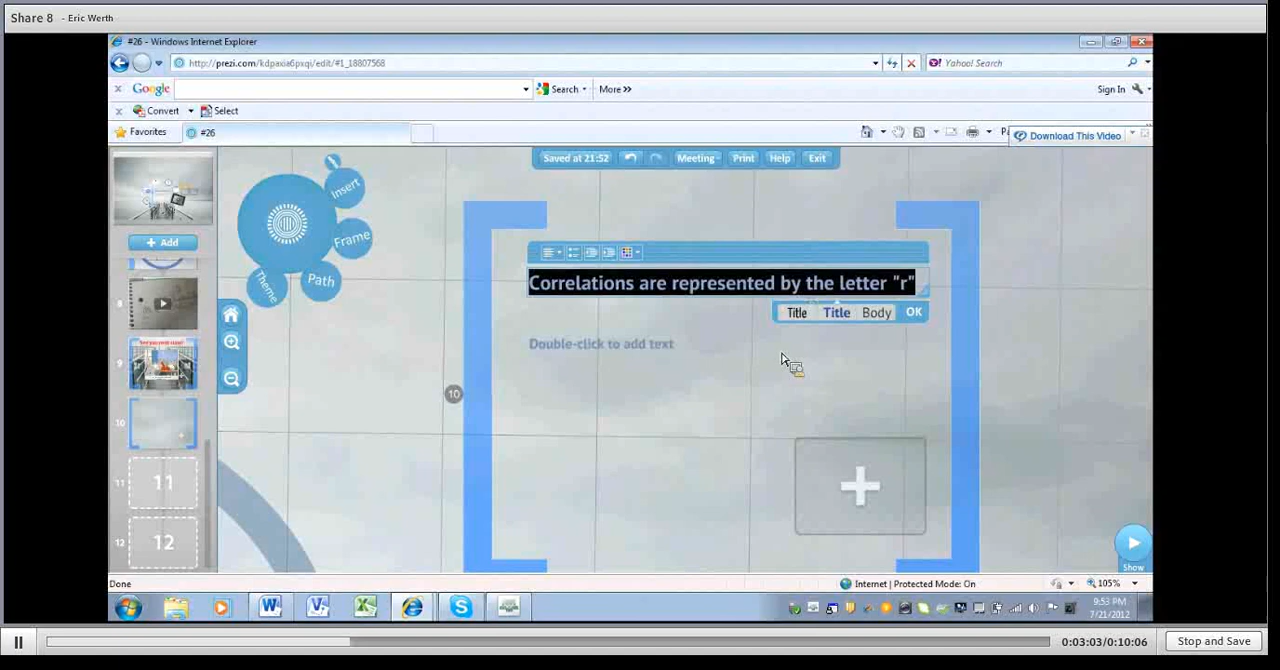 Share 8 - Eric Werth
#26 - Windows Internet Explorer
http://prezi.com/kdpaxia6pxqi/edit/#1_18807568
Yahoo! Search
x Google Search More »
Sign In
x Convert Select
Favorites #26
Download This Video
Saved at 21:52 Meeting Print Help Exit
Insert
Frame
Path
Theme
+ Add
8
9
10
11 11
12 12
Correlations are represented by the letter "r"
Title Title Body OK
Double-click to add text
10
Show
Done
Internet | Protected Mode: On
105%
9:53 PM
7/21/2012
0:03:03/0:10:06
Stop and Save